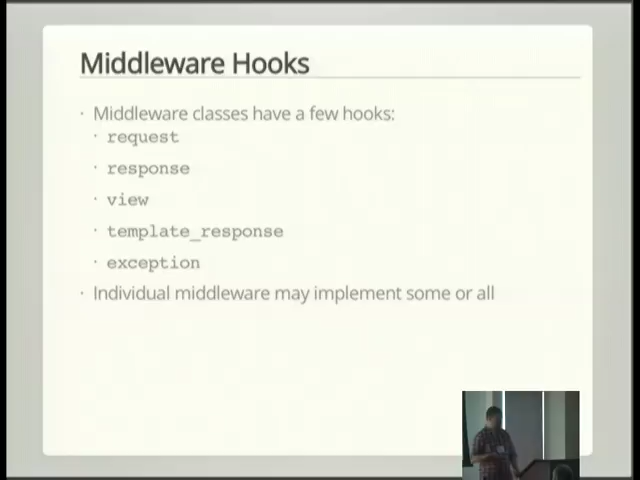 Middleware Hooks
· Middleware classes have a few hooks:
· request
· response
· view
· template_response
· exception
· Individual middleware may implement some or all